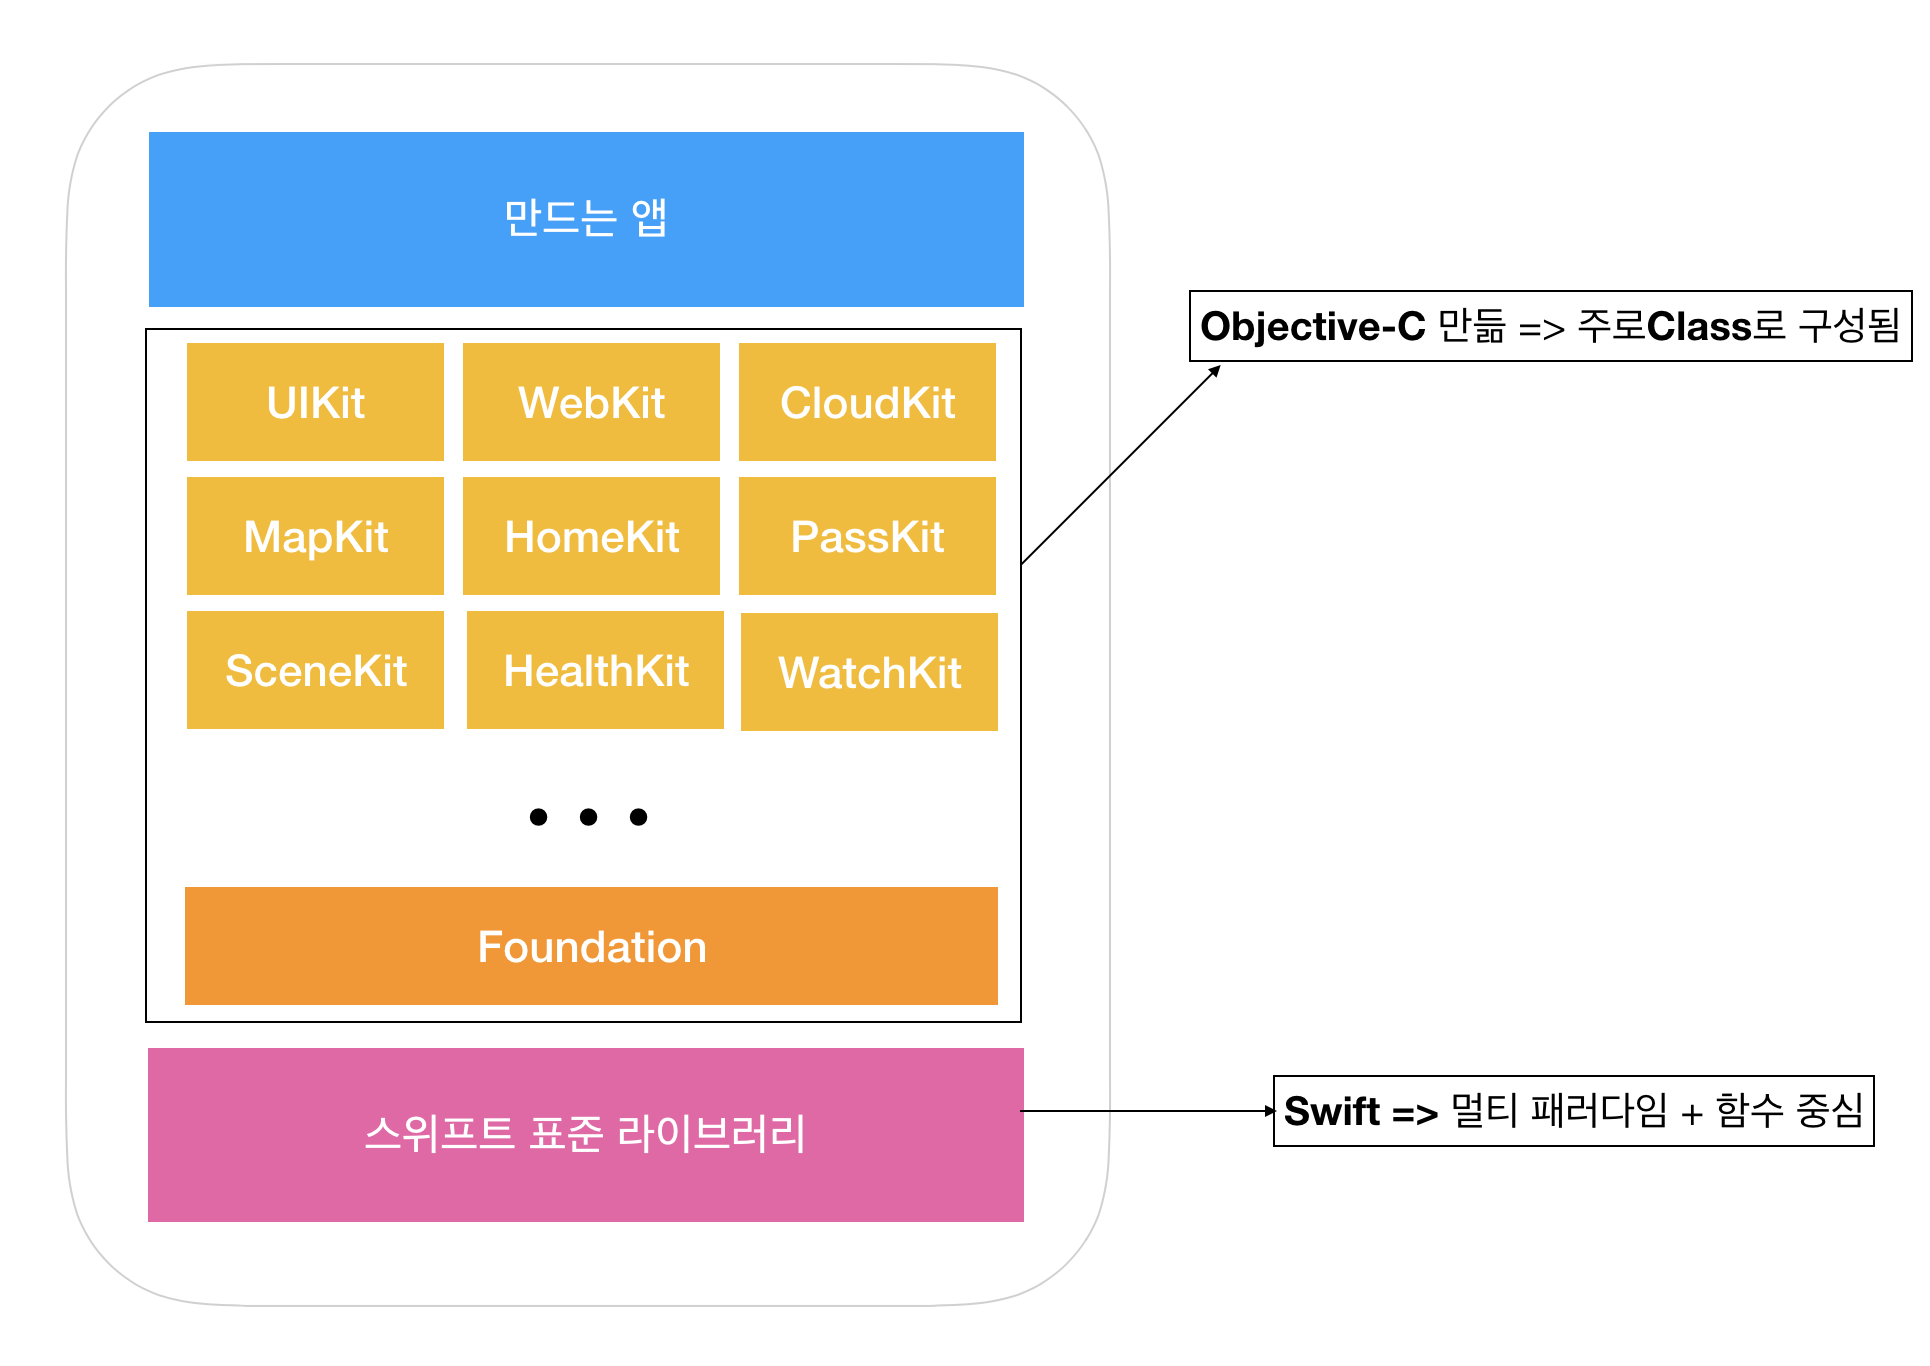 만드는 앱
Objective-C 만듦 => 주로Class로 구성됨
UIKit WebKit CloudKit
MapKit HomeKit PassKit
SceneKit HealthKit WatchKit
• • •
Foundation
스위프트 표준 라이브러리
Swift => 멀티 패러다임 + 함수 중심